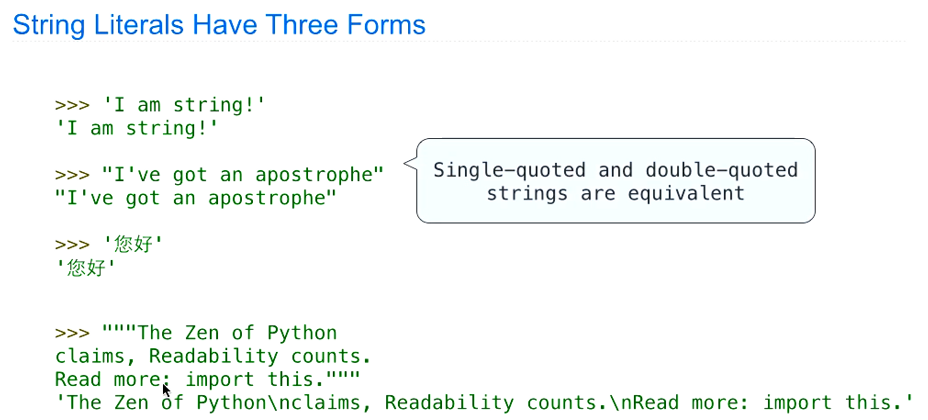 String Literals Have Three Forms
>>> 'I am string!'
'I am string!'
>>> "I've got an apostrophe"
"I've got an apostrophe"
Single-quoted and double-quoted
strings are equivalent
>>> '您好'
'您好'
>>> """The Zen of Python
claims, Readability counts.
Read more: import this."""
'The Zen of Python\nclaims, Readability counts.\nRead more: import this.'